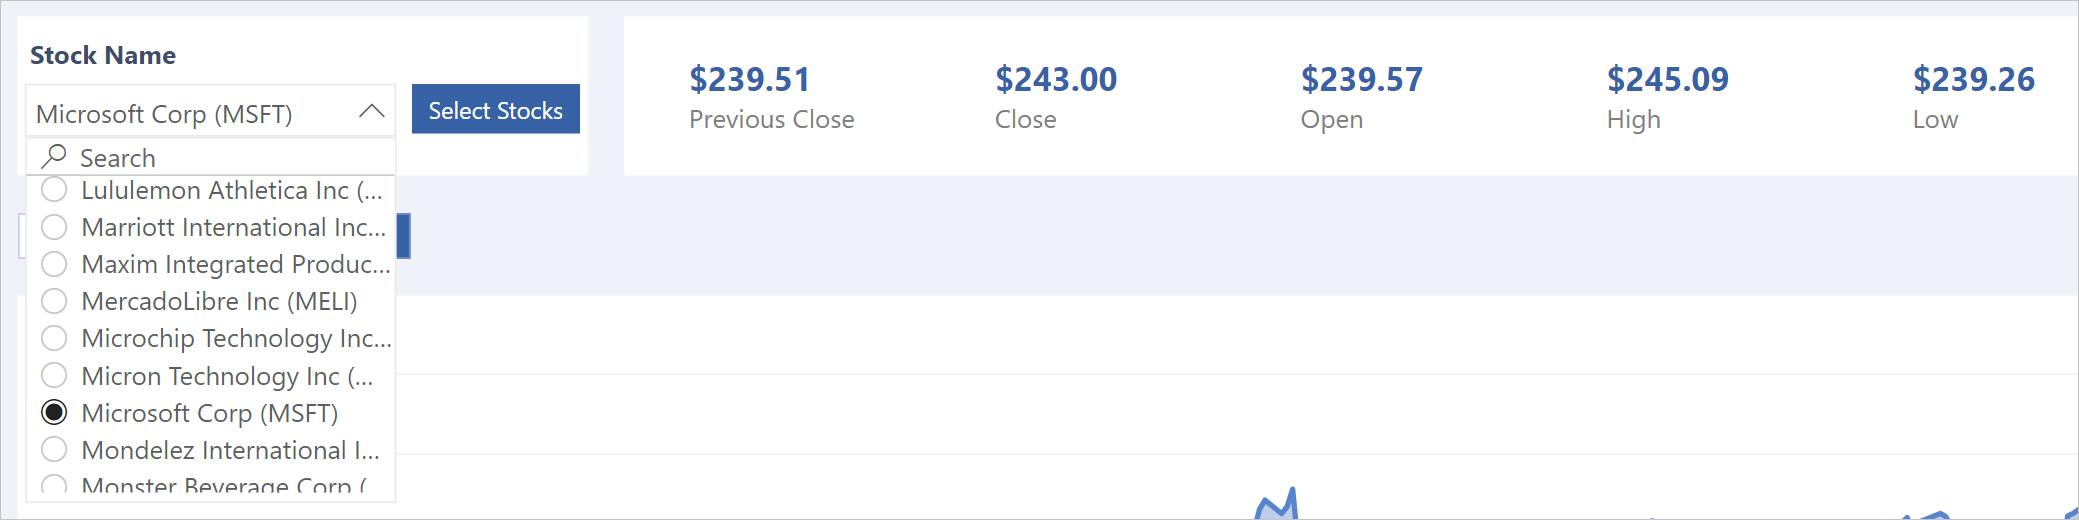 Stock Name
Microsoft Corp (MSFT)
Select Stocks
Search
Lululemon Athletica Inc (...
Marriott International Inc...
Maxim Integrated Produc...
MercadoLibre Inc (MELI)
Microchip Technology Inc...
Micron Technology Inc (...
Microsoft Corp (MSFT)
Mondelez International I...
Monster Beverage Corp (
$239.51
Previous Close
$243.00
Close
$239.57
Open
$245.09
High
$239.26
Low